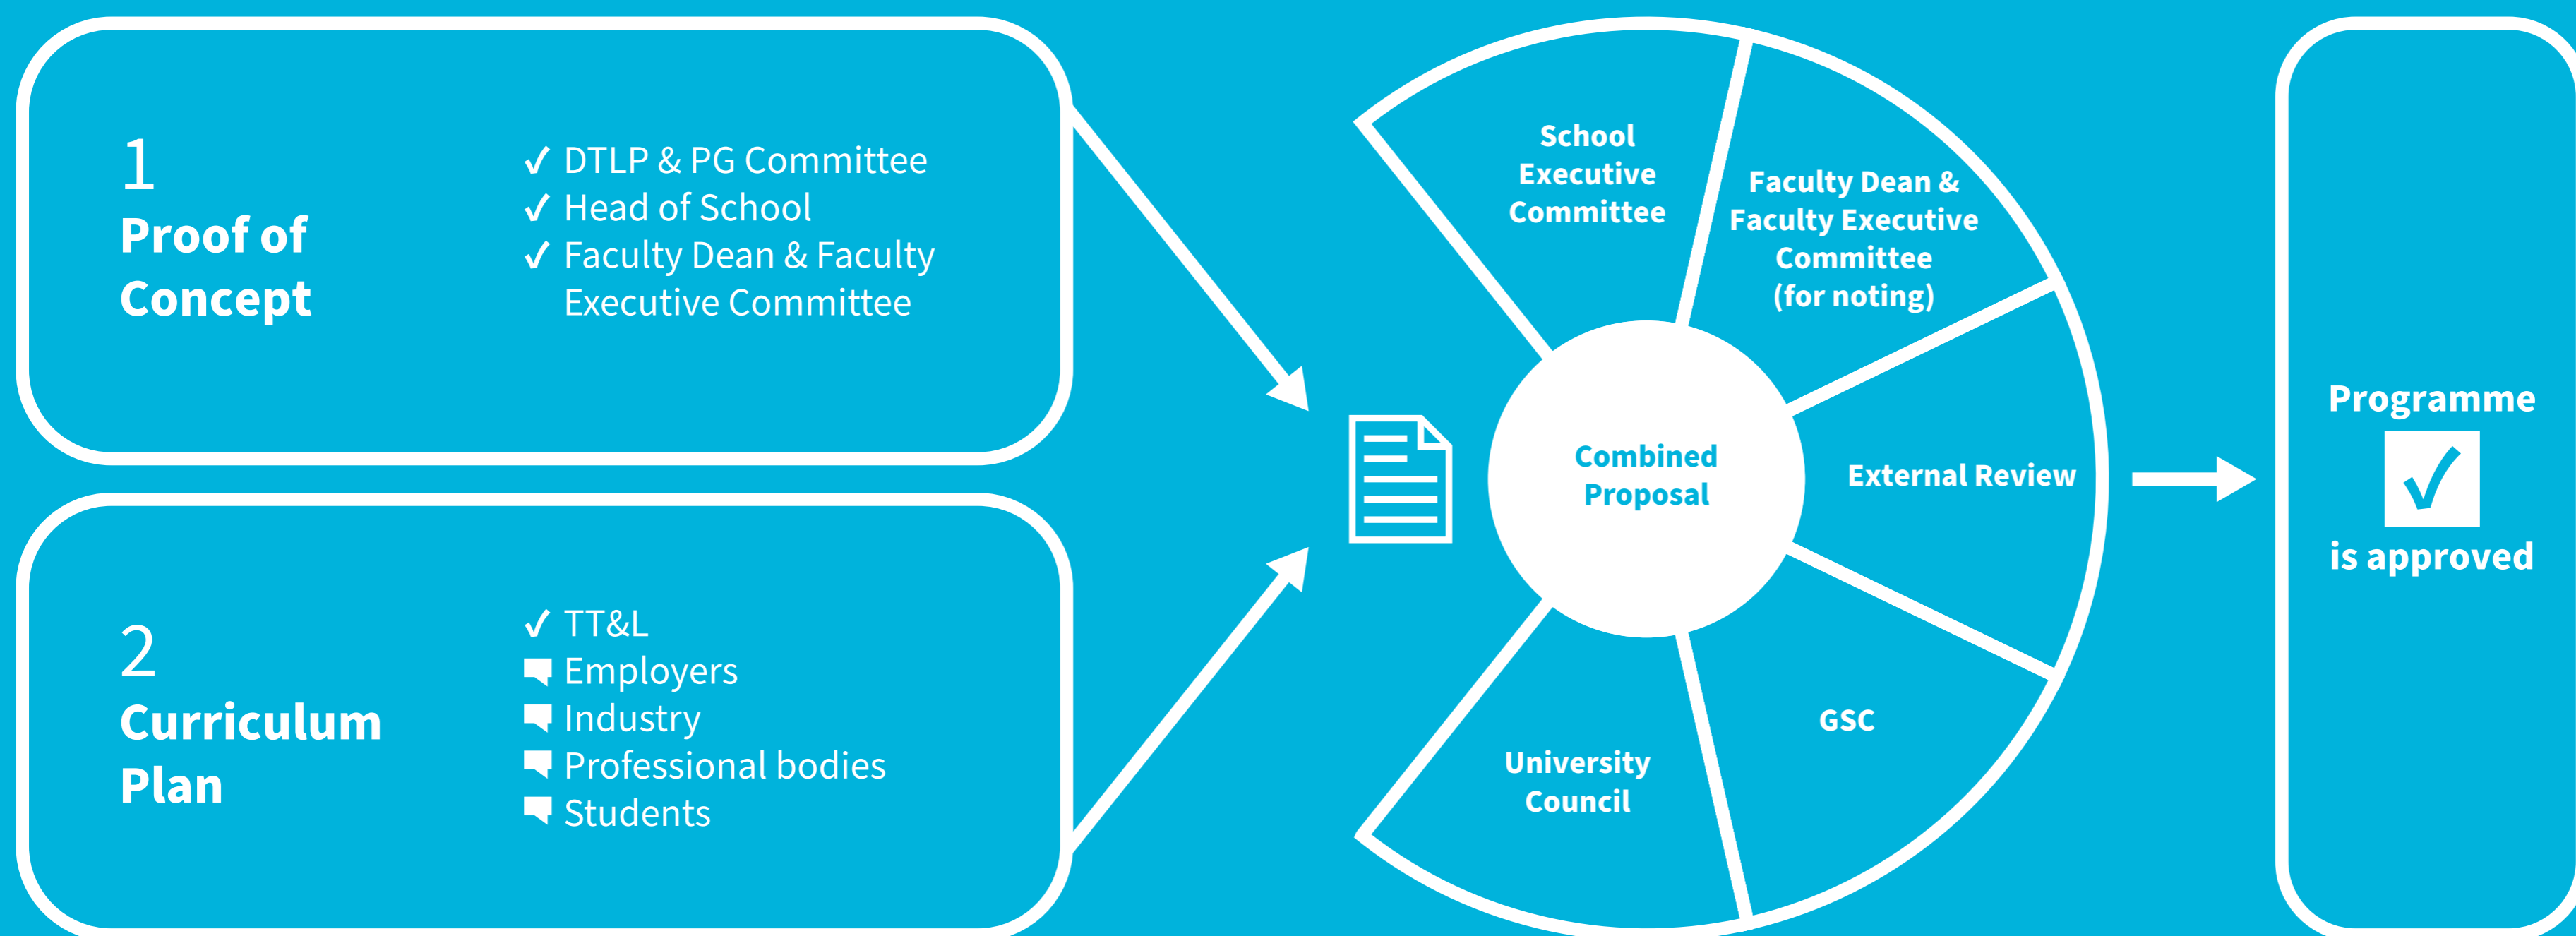 1
Proof of
Concept
DTLP & PG Committee
Head of School
Faculty Dean & Faculty
Executive Committee
2
Curriculum
Plan
TT&L
Employers
Industry
Professional bodies
Students
School
Executive
Committee
Faculty Dean &
Faculty Executive
Committee
(for noting)
External Review
GSC
University
Council
Combined
Proposal
Programme
is approved